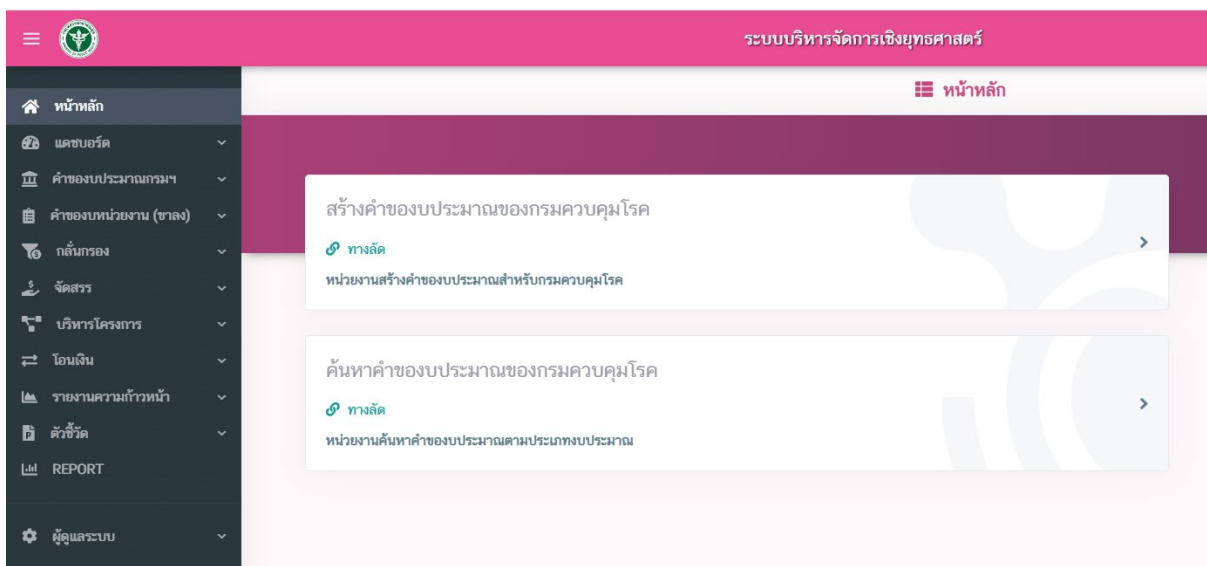 ระบบบริหารจัดการเชิงยุทธศาสตร์
หน้าหลัก
หน้าหลัก
แดชบอร์ด
คำของบประมาณกรมฯ
คำของบหน่วยงาน (ขาลง)
กลั่นกรอง
จัดสรร
บริหารโครงการ
โอนเงิน
รายงานความก้าวหน้า
ตัวชี้วัด
REPORT
ผู้ดูแลระบบ
สร้างคำของบประมาณของกรมควบคุมโรค
ทางลัด
หน่วยงานสร้างคำของบประมาณสำหรับกรมควบคุมโรค
ค้นหาคำของบประมาณของกรมควบคุมโรค
ทางลัด
หน่วยงานค้นหาคำของบประมาณตามประเภทงบประมาณ